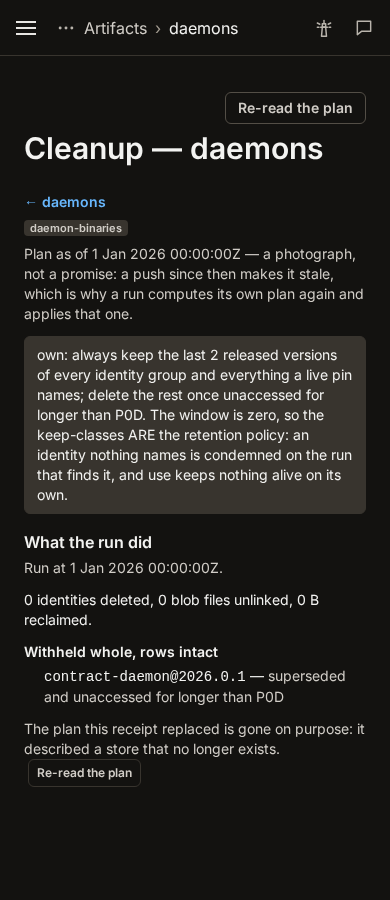 Artifacts › daemons
Re-read the plan
Cleanup — daemons
← daemons
daemon-binaries
Plan as of 1 Jan 2026 00:00:00Z — a photograph,
not a promise: a push since then makes it stale,
which is why a run computes its own plan again and
applies that one.
own: always keep the last 2 released versions
of every identity group and everything a live pin
names; delete the rest once unaccessed for
longer than P0D. The window is zero, so the
keep-classes ARE the retention policy: an
identity nothing names is condemned on the run
that finds it, and use keeps nothing alive on its
own.
What the run did
Run at 1 Jan 2026 00:00:00Z.
0 identities deleted, 0 blob files unlinked, 0 B
reclaimed.
Withheld whole, rows intact
contract-daemon@2026.0.1 — superseded
and unaccessed for longer than P0D
The plan this receipt replaced is gone on purpose: it
described a store that no longer exists.
Re-read the plan